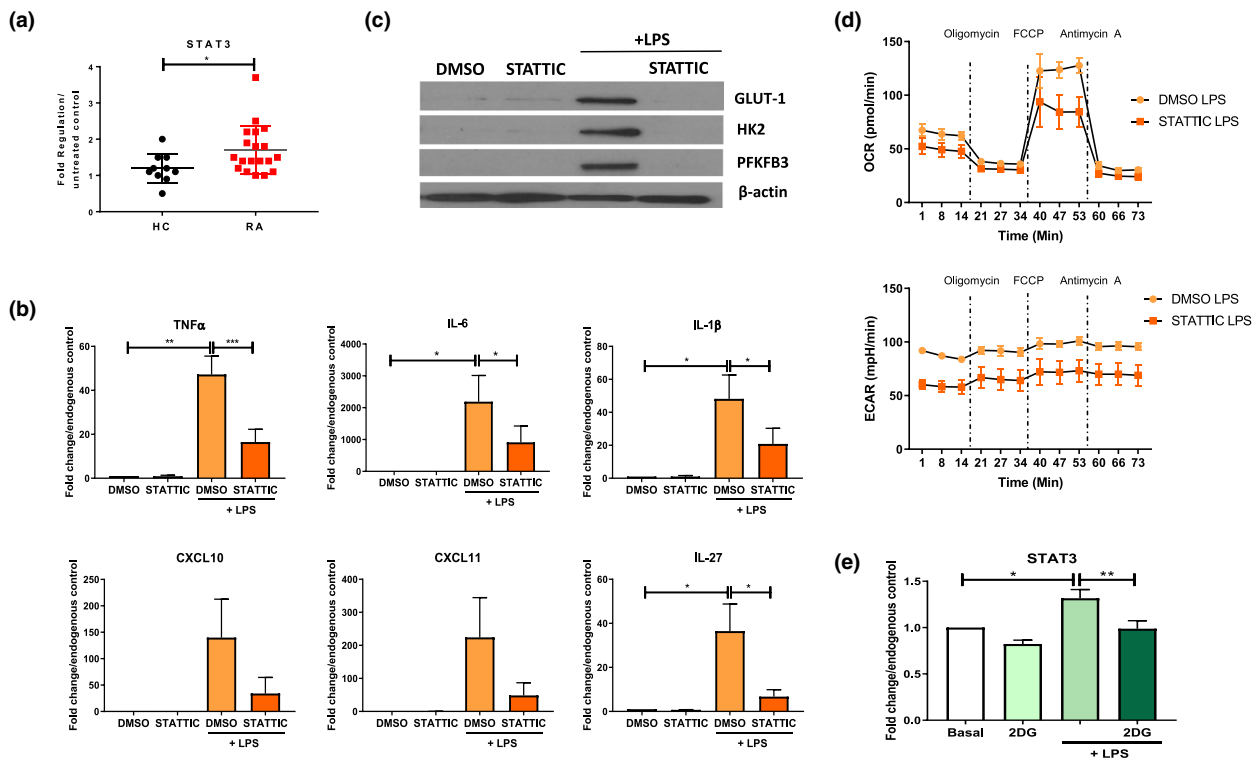 (a)
STAT3
*
Fold Regulation/
untreated control
4
3
2
1
0
HC
RA
(c)
+LPS
DMSO
STATTIC
STATTIC
GLUT-1
HK2
PFKFB3
β-actin
(d)
Oligomycin
FCCP
Antimycin A
OCR (pmol/min)
150
100
50
0
DMSO LPS
STATTIC LPS
1 8 14 21 27 34 40 47 53 60 66 73
Time (Min)
Oligomycin
FCCP
Antimycin A
ECAR (mpH/min)
150
100
50
0
DMSO LPS
STATTIC LPS
1 8 14 21 27 34 40 47 53 60 66 73
Time (Min)
(b)
TNFα
** ***
Fold change/endogenous control
60
40
20
0
DMSO STATTIC DMSO STATTIC
+ LPS
IL-6
* *
Fold change/endogenous control
4000
3000
2000
1000
0
DMSO STATTIC DMSO STATTIC
+ LPS
IL-1β
* *
Fold change/endogenous control
80
60
40
20
0
DMSO STATTIC DMSO STATTIC
+ LPS
CXCL10
Fold change/endogenous control
250
200
150
100
50
0
DMSO STATTIC DMSO STATTIC
+ LPS
CXCL11
Fold change/endogenous control
400
300
200
100
0
DMSO STATTIC DMSO STATTIC
+ LPS
IL-27
* *
Fold change/endogenous control
60
40
20
0
DMSO STATTIC DMSO STATTIC
+ LPS
(e)
STAT3
* **
Fold change/endogenous control
1.5
1.0
0.5
0.0
Basal 2DG 2DG
+ LPS